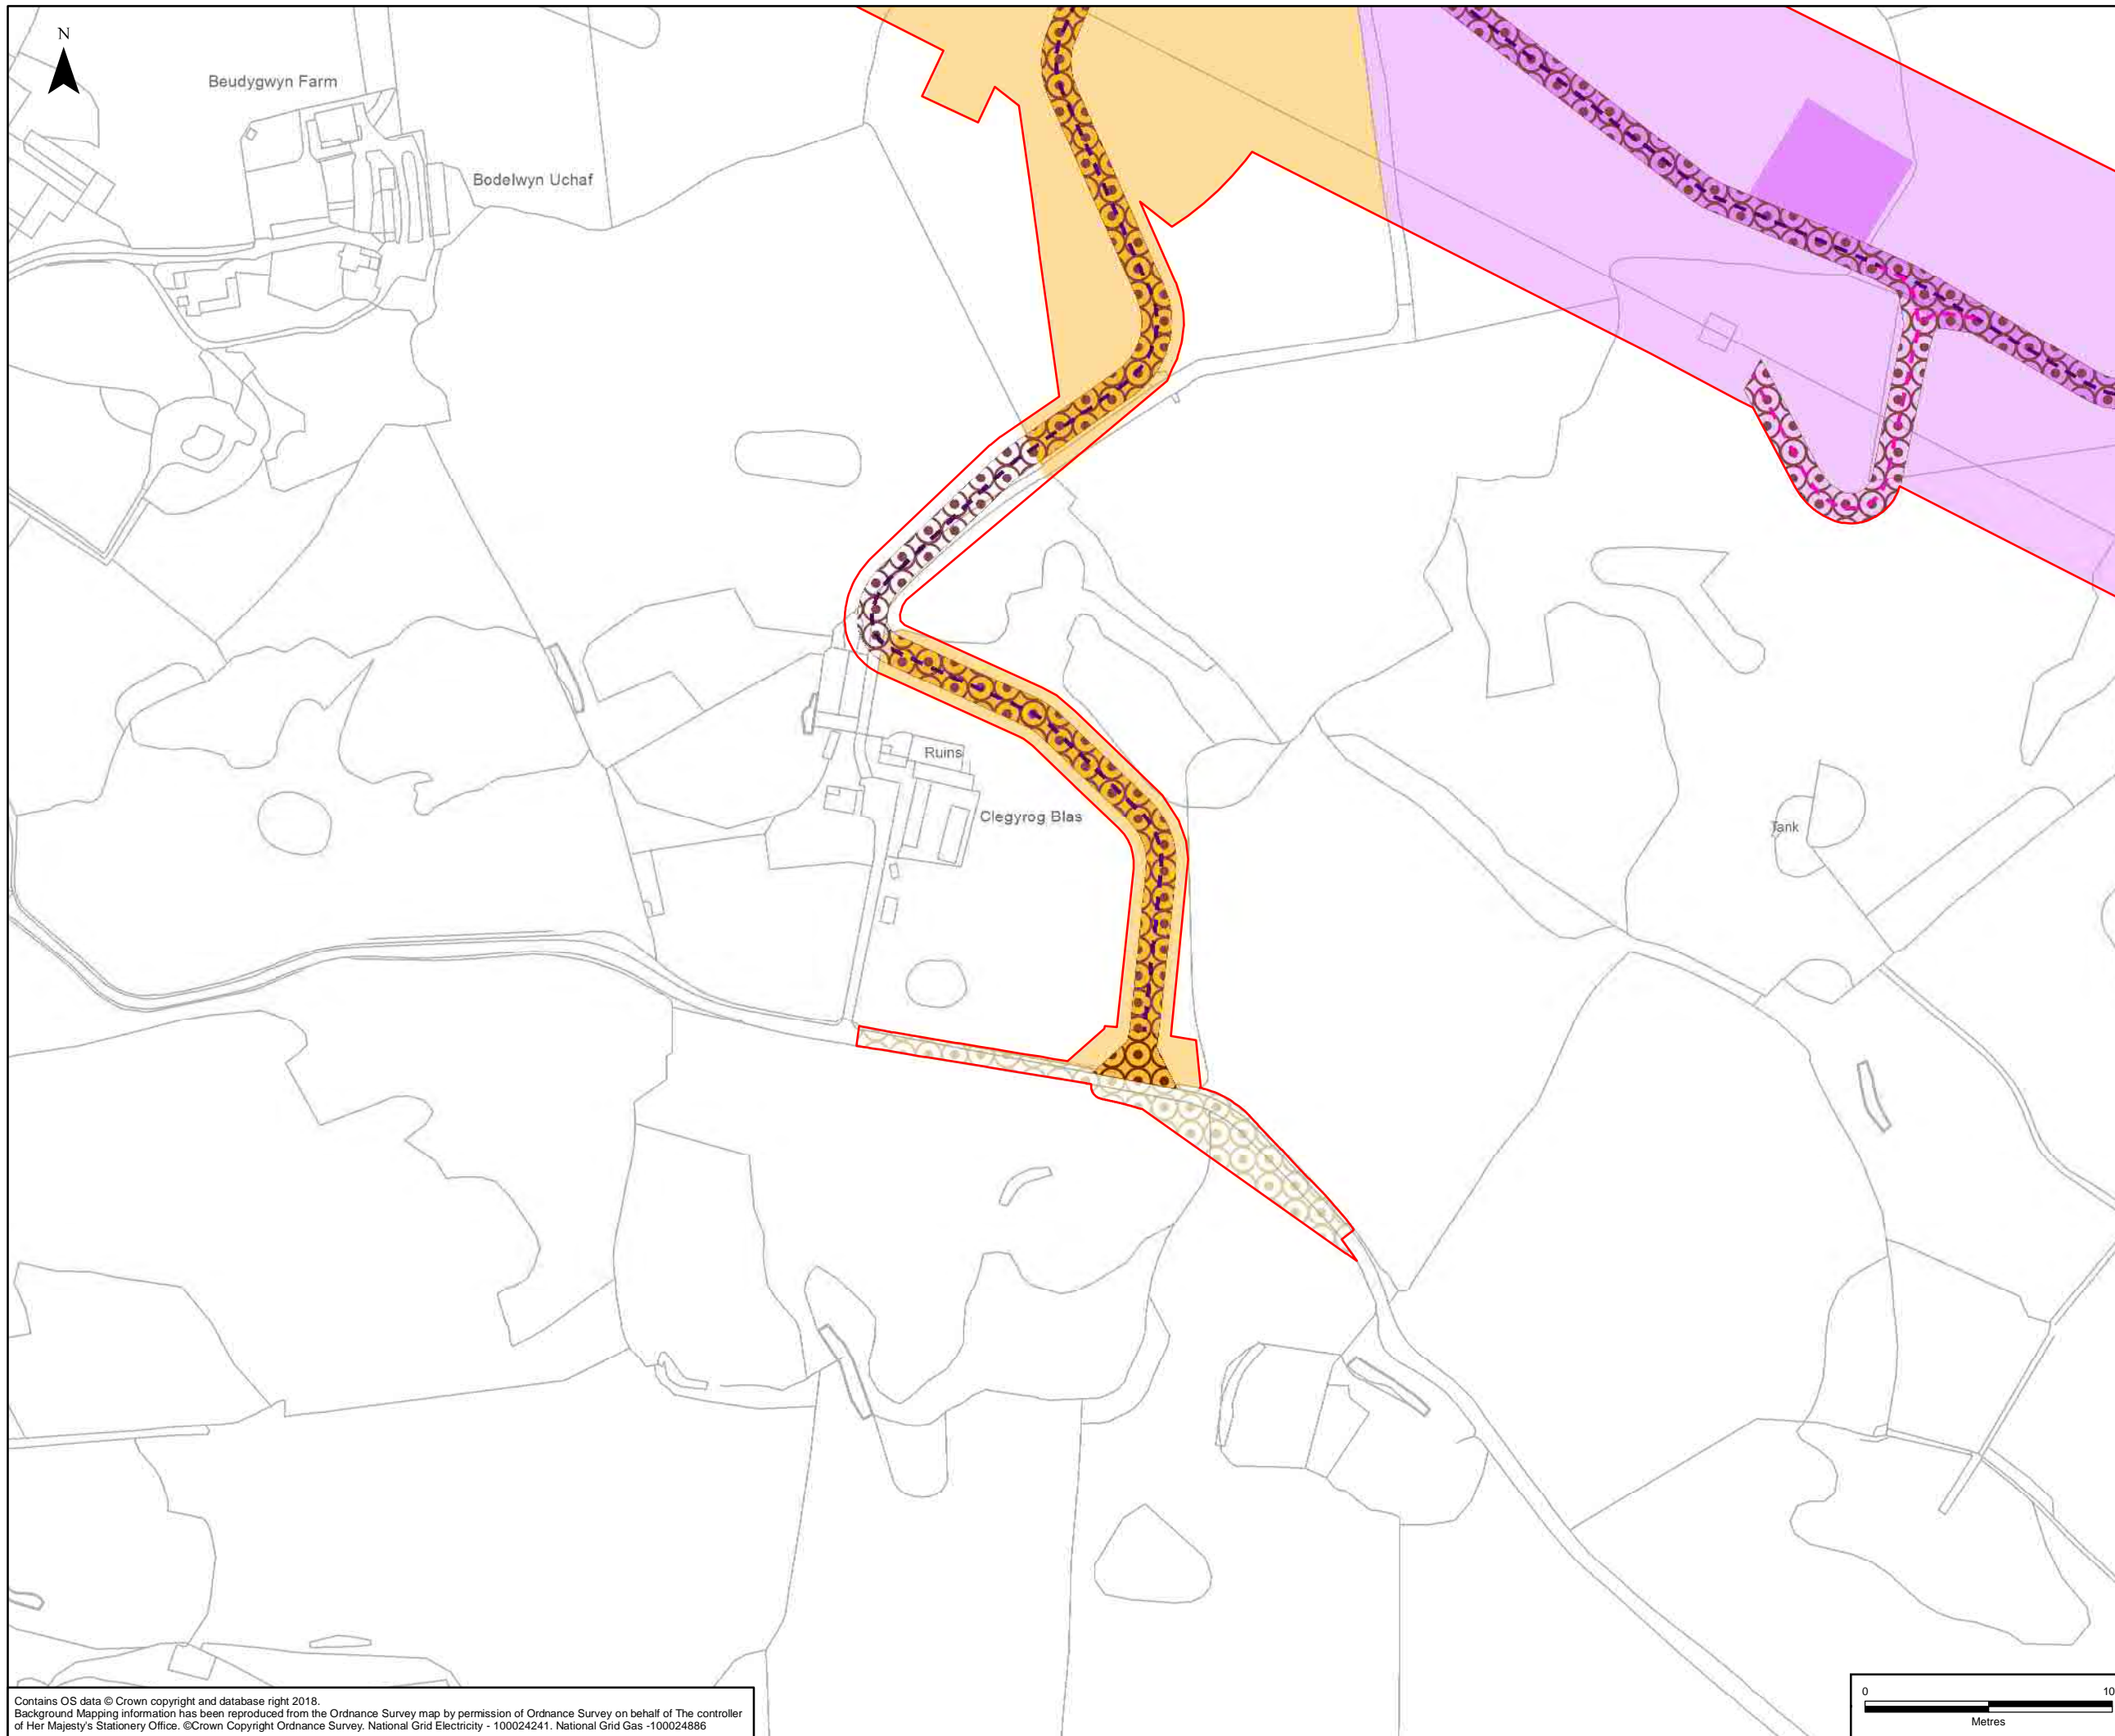 N
Beudygwyn Farm
Bodelwyn Uchaf
Ruins
Clegyrog Blas
Tank
Contains OS data © Crown copyright and database right 2018.
Background Mapping information has been reproduced from the Ordnance Survey map by permission of Ordnance Survey on behalf of The controller
of Her Majesty's Stationery Office. ©Crown Copyright Ordnance Survey. National Grid Electricity - 100024241. National Grid Gas -100024886
0 10
Metres